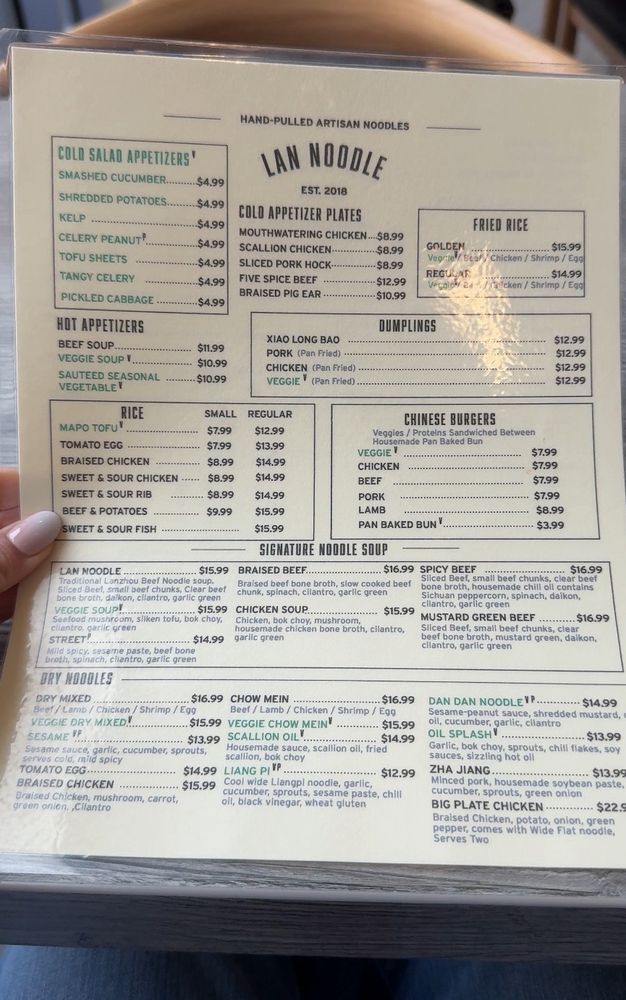 HAND-PULLED ARTISAN NOODLES
LAN NOODLE
EST. 2018
COLD SALAD APPETIZERS V
SMASHED CUCUMBER........$4.99
SHREDDED POTATOES........$4.99
KELP ........$4.99
CELERY PEANUT P........$4.99
TOFU SHEETS ........$4.99
TANGY CELERY ........$4.99
PICKLED CABBAGE ........$4.99
COLD APPETIZER PLATES
MOUTHWATERING CHICKEN...$8.99
SCALLION CHICKEN........$8.99
SLICED PORK HOCK........$8.99
FIVE SPICE BEEF ........$12.99
BRAISED PIG EAR ........$10.99
FRIED RICE
GOLDEN ........$15.99
Veggie V / Beef / Chicken / Shrimp / Egg
REGULAR ........$14.99
Veggie V / Beef / Chicken / Shrimp / Egg
HOT APPETIZERS
BEEF SOUP........$11.99
VEGGIE SOUP V ........$10.99
SAUTEED SEASONAL ........$10.99
VEGETABLE V
DUMPLINGS
XIAO LONG BAO ........$12.99
PORK (Pan Fried) ........$12.99
CHICKEN (Pan Fried) ........$12.99
VEGGIE V (Pan Fried) ........$12.99
RICE SMALL REGULAR
MAPO TOFU V ........$7.99 $12.99
TOMATO EGG ........$7.99 $13.99
BRAISED CHICKEN ........$8.99 $14.99
SWEET & SOUR CHICKEN ........$8.99 $14.99
SWEET & SOUR RIB ........$8.99 $14.99
BEEF & POTATOES ........$9.99 $15.99
SWEET & SOUR FISH ........$15.99
CHINESE BURGERS
Veggies / Proteins Sandwiched Between
Housemade Pan Baked Bun
VEGGIE V ........$7.99
CHICKEN ........$7.99
BEEF ........$7.99
PORK ........$7.99
LAMB ........$8.99
PAN BAKED BUN V........$3.99
SIGNATURE NOODLE SOUP
LAN NOODLE ........$15.99
Traditional Lanzhou Beef Noodle soup.
Sliced Beef, small beef chunks, Clear beef
bone broth, daikon, cilantro, garlic green
VEGGIE SOUP V........$15.99
Seafood mushroom, silken tofu, bok choy,
cilantro, garlic green
STREET P........$14.99
Mild spicy, sesame paste, beef bone
broth, spinach, cilantro, garlic green
BRAISED BEEF........$16.99
Braised beef bone broth, slow cooked beef
chunk, spinach, cilantro, garlic green
CHICKEN SOUP........$15.99
Chicken, bok choy, mushroom,
housemade chicken bone broth, cilantro,
garlic green
SPICY BEEF ........$16.99
Sliced Beef, small beef chunks, clear beef
bone broth, housemade chili oil contains
Sichuan peppercorn, spinach, daikon,
cilantro, garlic green
MUSTARD GREEN BEEF ........$16.99
Sliced Beef, small beef chunks, clear
beef bone broth, mustard green, daikon,
cilantro, garlic green
DRY NOODLES
DRY MIXED........$16.99
Beef / Lamb / Chicken / Shrimp / Egg
VEGGIE DRY MIXED V........$15.99
SESAME V P........$13.99
Sesame sauce, garlic, cucumber, sprouts,
serves cold, mild spicy
TOMATO EGG........$14.99
BRAISED CHICKEN ........$15.99
Braised Chicken, mushroom, carrot,
green onion, ,Cilantro
CHOW MEIN ........$16.99
Beef / Lamb / Chicken / Shrimp / Egg
VEGGIE CHOW MEIN V ........$15.99
SCALLION OIL V........$14.99
Housemade sauce, scallion oil, fried
scallion, bok choy
LIANG PI V P........$12.99
Cool wide Liangpi noodle, garlic,
cucumber, sprouts, sesame paste, chili
oil, black vinegar, wheat gluten
DAN DAN NOODLE V P........$14.99
Sesame-peanut sauce, shredded mustard,
oil, cucumber, garlic, cilantro
OIL SPLASH V........$13.99
Garlic, bok choy, sprouts, chili flakes, soy
sauces, sizzling hot oil
ZHA JIANG........$13.99
Minced pork, housemade soybean paste,
cucumber, sprouts, green onion
BIG PLATE CHICKEN ........$22.9
Braised Chicken, potato, onion, green
pepper, comes with Wide Flat noodle,
Serves Two